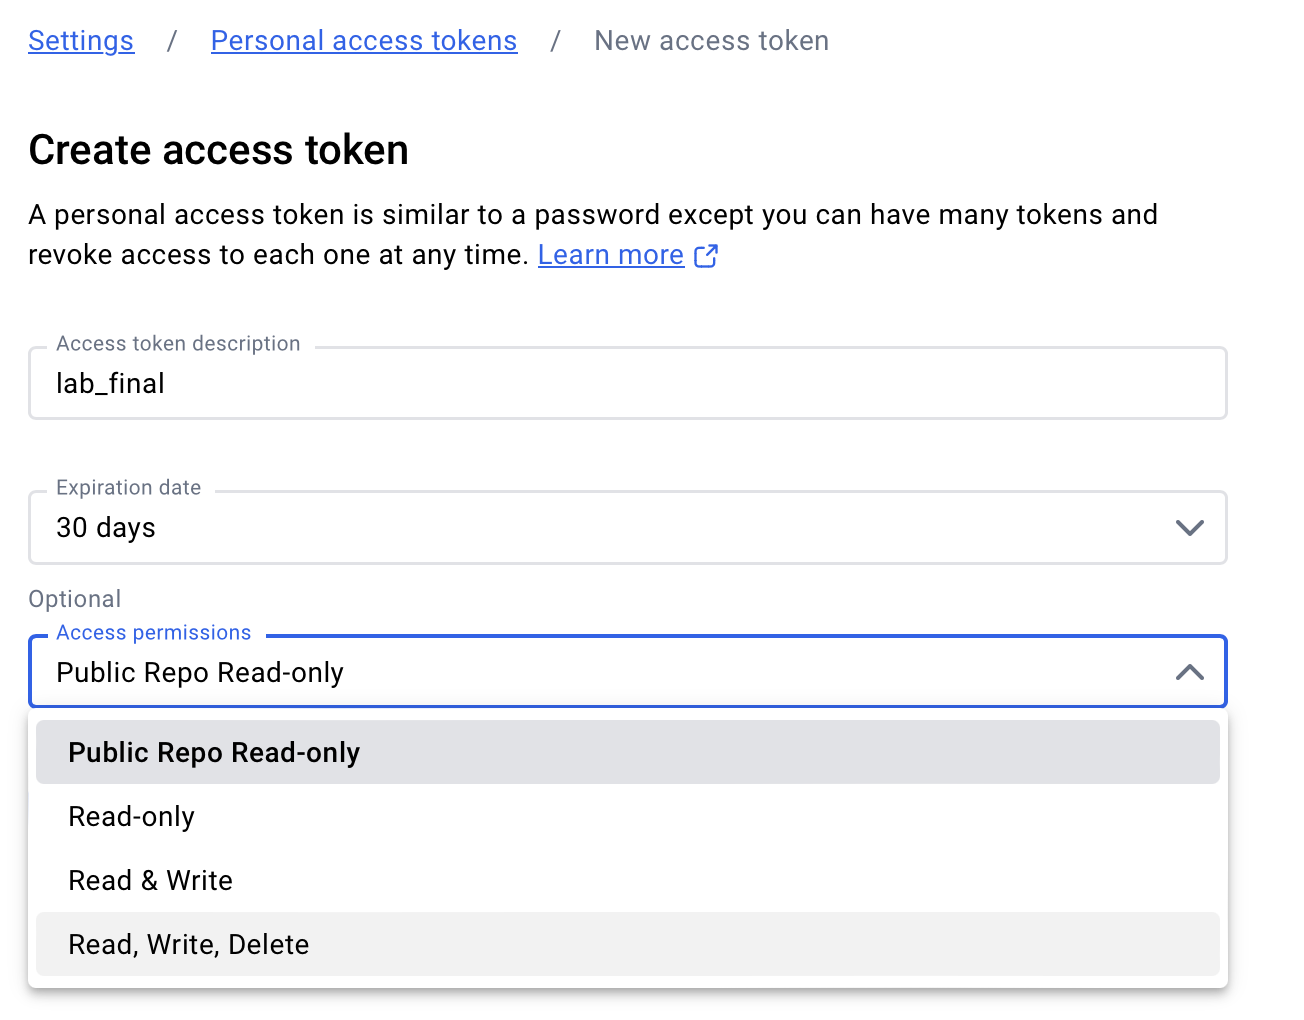 Settings / Personal access tokens / New access token
Create access token
A personal access token is similar to a password except you can have many tokens and
revoke access to each one at any time. Learn more
Access token description
lab_final
Expiration date
30 days
Optional
Access permissions
Public Repo Read-only
Public Repo Read-only
Read-only
Read & Write
Read, Write, Delete